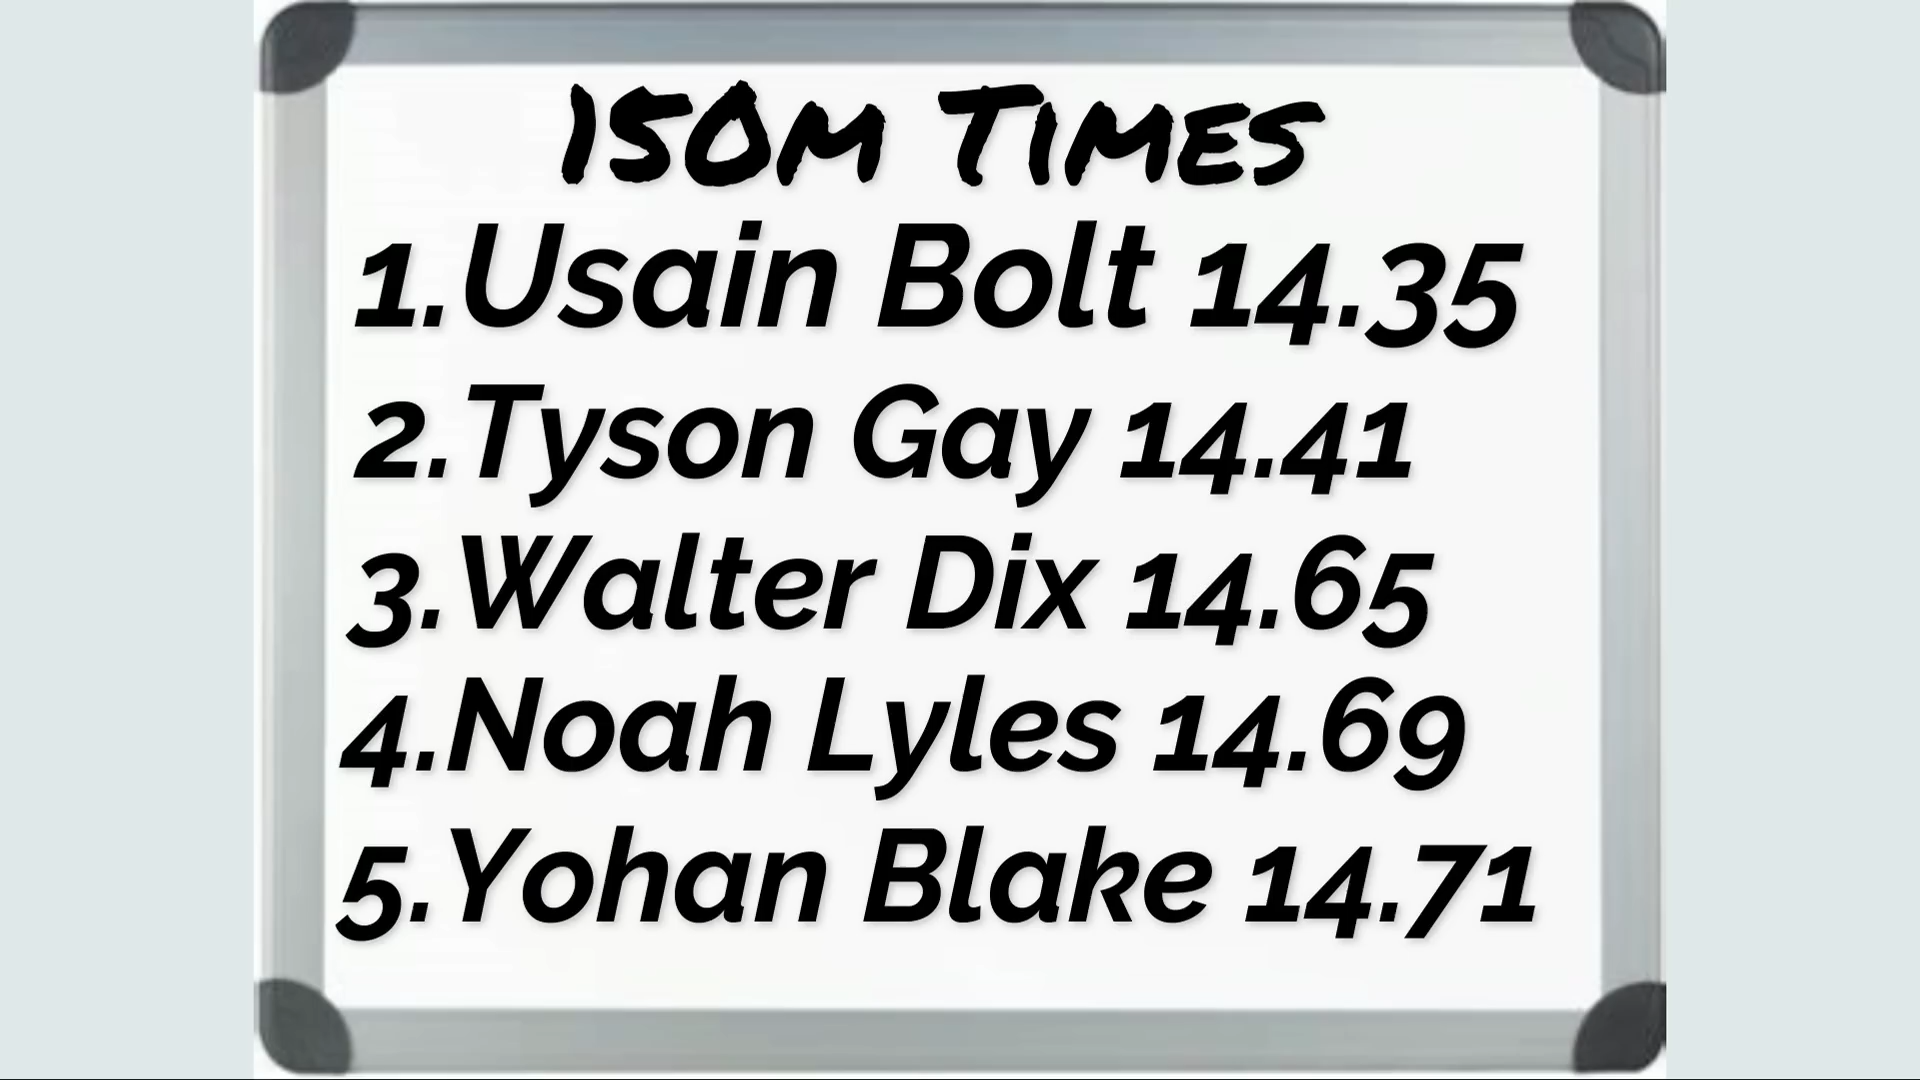 150m Times
1.Usain Bolt 14.35
2.Tyson Gay 14.41
3.Walter Dix 14.65
4.Noah Lyles 14.69
5.Yohan Blake 14.71